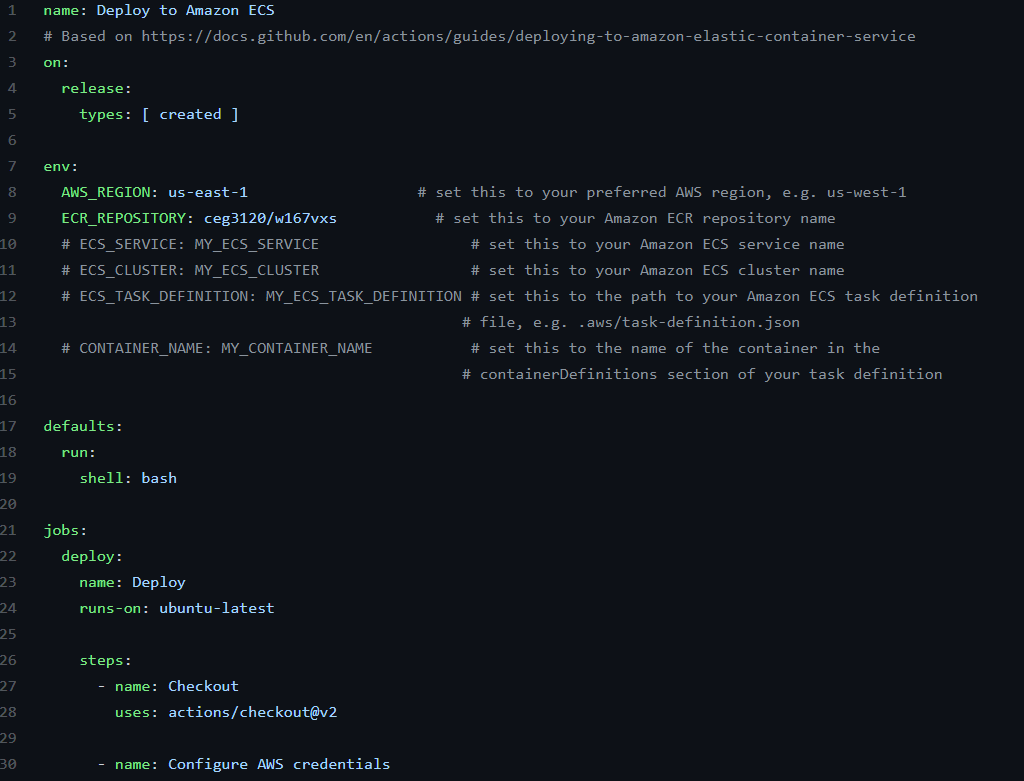 1 name: Deploy to Amazon ECS
2 # Based on https://docs.github.com/en/actions/guides/deploying-to-amazon-elastic-container-service
3 on:
4   release:
5     types: [ created ]
6
7 env:
8   AWS_REGION: us-east-1                   # set this to your preferred AWS region, e.g. us-west-1
9   ECR_REPOSITORY: ceg3120/w167vxs           # set this to your Amazon ECR repository name
10   # ECS_SERVICE: MY_ECS_SERVICE                 # set this to your Amazon ECS service name
11   # ECS_CLUSTER: MY_ECS_CLUSTER                 # set this to your Amazon ECS cluster name
12   # ECS_TASK_DEFINITION: MY_ECS_TASK_DEFINITION # set this to the path to your Amazon ECS task definition
13                                                # file, e.g. .aws/task-definition.json
14   # CONTAINER_NAME: MY_CONTAINER_NAME           # set this to the name of the container in the
15                                                # containerDefinitions section of your task definition
16
17 defaults:
18   run:
19     shell: bash
20
21 jobs:
22   deploy:
23     name: Deploy
24     runs-on: ubuntu-latest
25
26     steps:
27       - name: Checkout
28         uses: actions/checkout@v2
29
30       - name: Configure AWS credentials